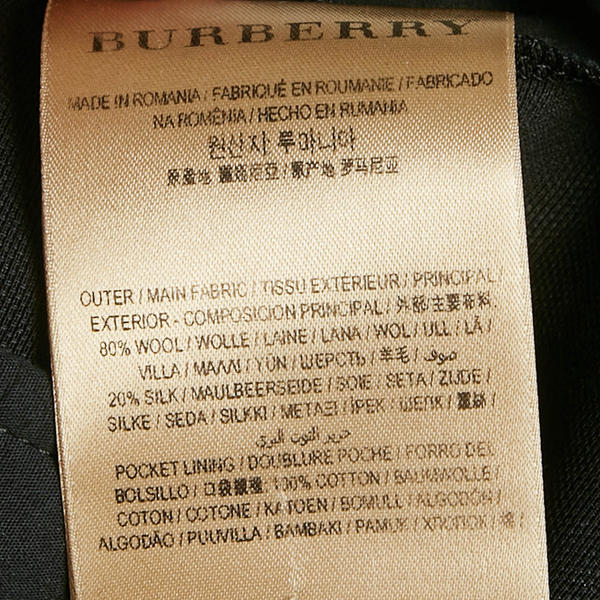 BURBERRY
MADE IN ROMANIA / FABRIQUÉ EN ROUMANIE / FABRICADO
NA ROMÊNIA / HECHO EN RUMANIA
원산지 루마니아
原產地 羅馬尼亞 / 原产地 罗马尼亚
OUTER / MAIN FABRIC / TISSU EXTÉRIEUR / PRINCIPAL /
EXTERIOR - COMPOSICION PRINCIPAL / 外部/主要布料:
80% WOOL / WOLLE / LAINE / LANA / WOL / ULL / LÃ /
VILLA / ΜΑΛΛΙ / YÜN / ШЕРСТЬ / 羊毛 / صوف /
20% SILK / MAULBEERSEIDE / SOIE / SETA / ZIJDE /
SILKE / SEDA / SILKKI / ΜΕΤΑΞΙ / İPEK / ШЕЛК /
حرير التوت البري
POCKET LINING / DOUBLURE POCHE / FORRO DEL
BOLSILLO / 口袋襯裡: 100% COTTON / BAUMWOLLE /
COTON / COTONE / KATOEN / BOMULL / ALGODÓN /
ALGODÃO / PUUVILLA / BAMBAKI / PAMUK / ХЛОПОК / 棉 /